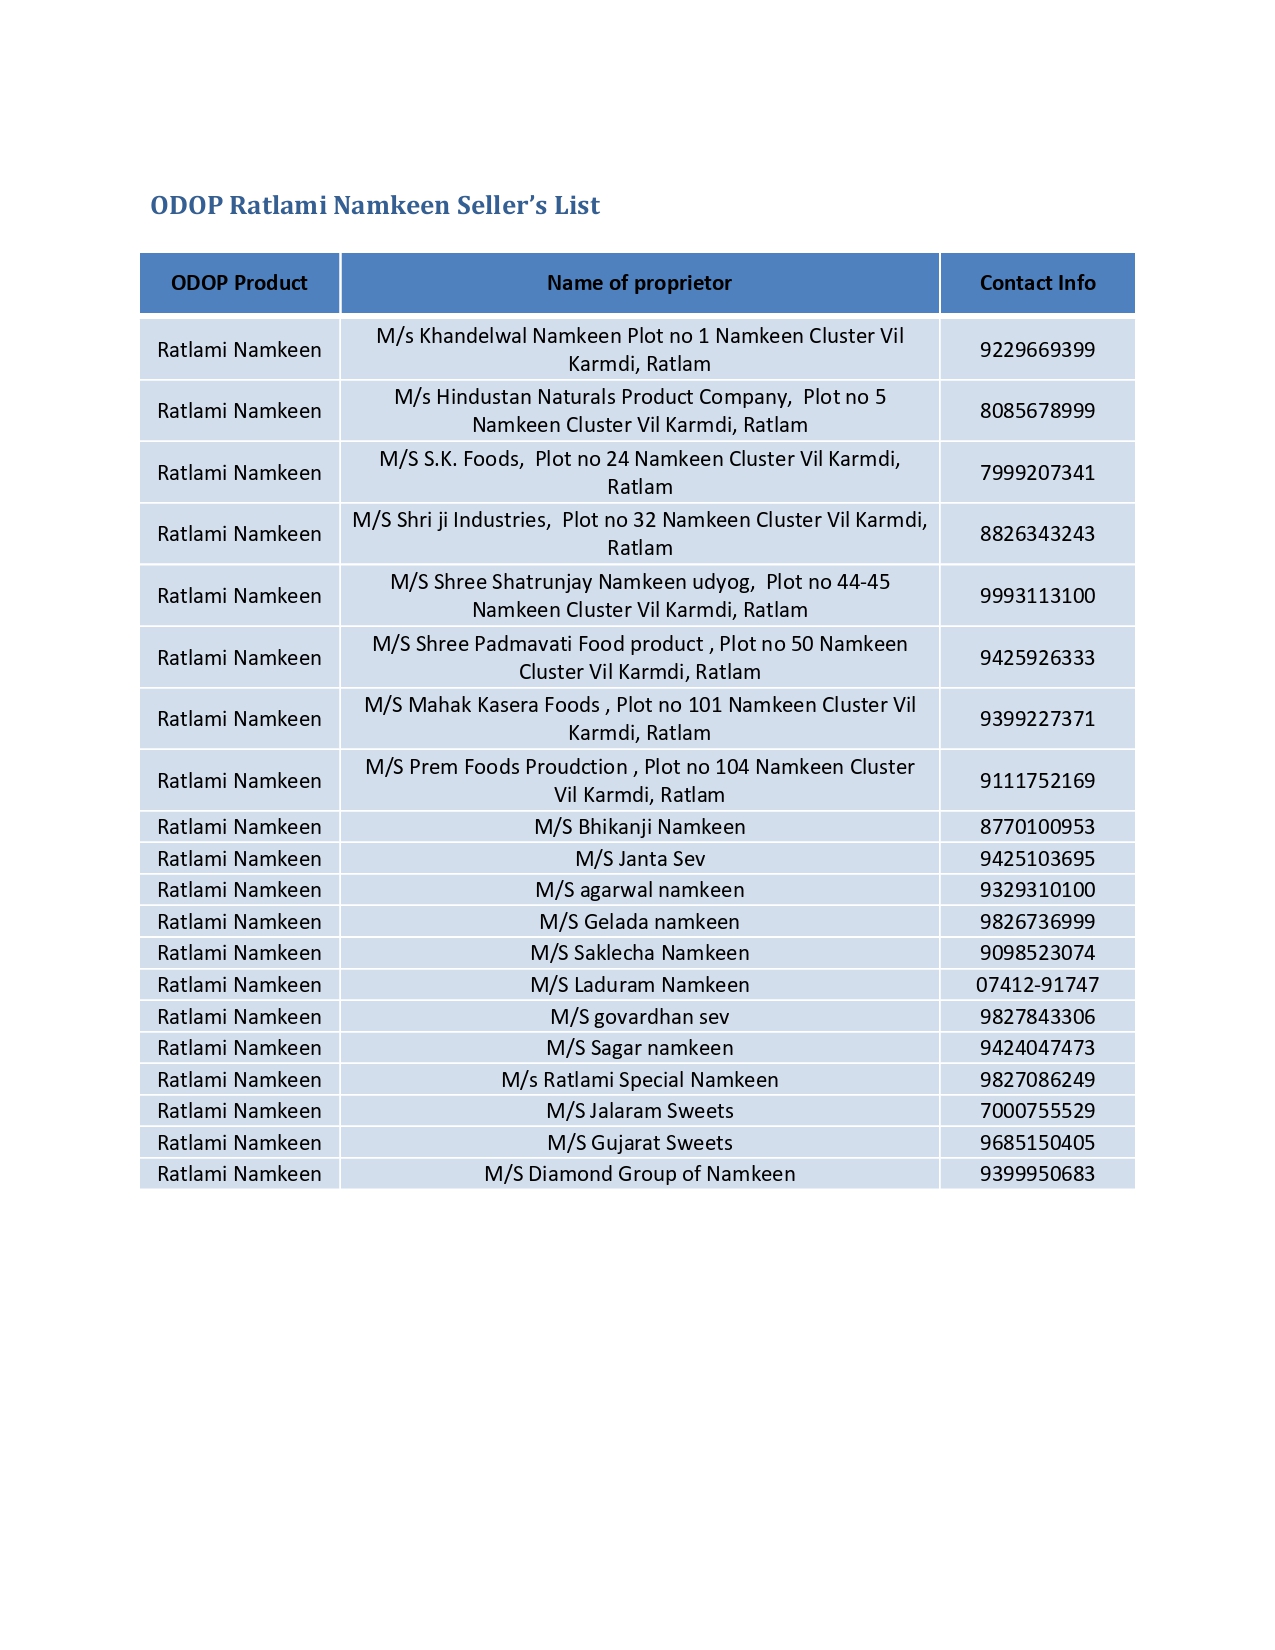 ODOP Ratlami Namkeen Seller’s List
ODOP Product Name of proprietor Contact Info
Ratlami Namkeen M/s Khandelwal Namkeen Plot no 1 Namkeen Cluster Vil
Karmdi, Ratlam 9229669399
Ratlami Namkeen M/s Hindustan Naturals Product Company,  Plot no 5
Namkeen Cluster Vil Karmdi, Ratlam 8085678999
Ratlami Namkeen M/S S.K. Foods,  Plot no 24 Namkeen Cluster Vil Karmdi,
Ratlam 7999207341
Ratlami Namkeen M/S Shri ji Industries,  Plot no 32 Namkeen Cluster Vil Karmdi,
Ratlam 8826343243
Ratlami Namkeen M/S Shree Shatrunjay Namkeen udyog,  Plot no 44-45
Namkeen Cluster Vil Karmdi, Ratlam 9993113100
Ratlami Namkeen M/S Shree Padmavati Food product , Plot no 50 Namkeen
Cluster Vil Karmdi, Ratlam 9425926333
Ratlami Namkeen M/S Mahak Kasera Foods , Plot no 101 Namkeen Cluster Vil
Karmdi, Ratlam 9399227371
Ratlami Namkeen M/S Prem Foods Proudction , Plot no 104 Namkeen Cluster
Vil Karmdi, Ratlam 9111752169
Ratlami Namkeen M/S Bhikanji Namkeen 8770100953
Ratlami Namkeen M/S Janta Sev 9425103695
Ratlami Namkeen M/S agarwal namkeen 9329310100
Ratlami Namkeen M/S Gelada namkeen 9826736999
Ratlami Namkeen M/S Saklecha Namkeen 9098523074
Ratlami Namkeen M/S Laduram Namkeen 07412-91747
Ratlami Namkeen M/S govardhan sev 9827843306
Ratlami Namkeen M/S Sagar namkeen 9424047473
Ratlami Namkeen M/s Ratlami Special Namkeen 9827086249
Ratlami Namkeen M/S Jalaram Sweets 7000755529
Ratlami Namkeen M/S Gujarat Sweets 9685150405
Ratlami Namkeen M/S Diamond Group of Namkeen 9399950683